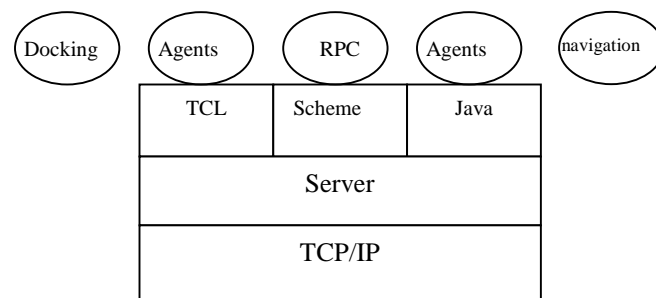 Docking Agents RPC Agents navigation
TCL Scheme Java
Server
TCP/IP